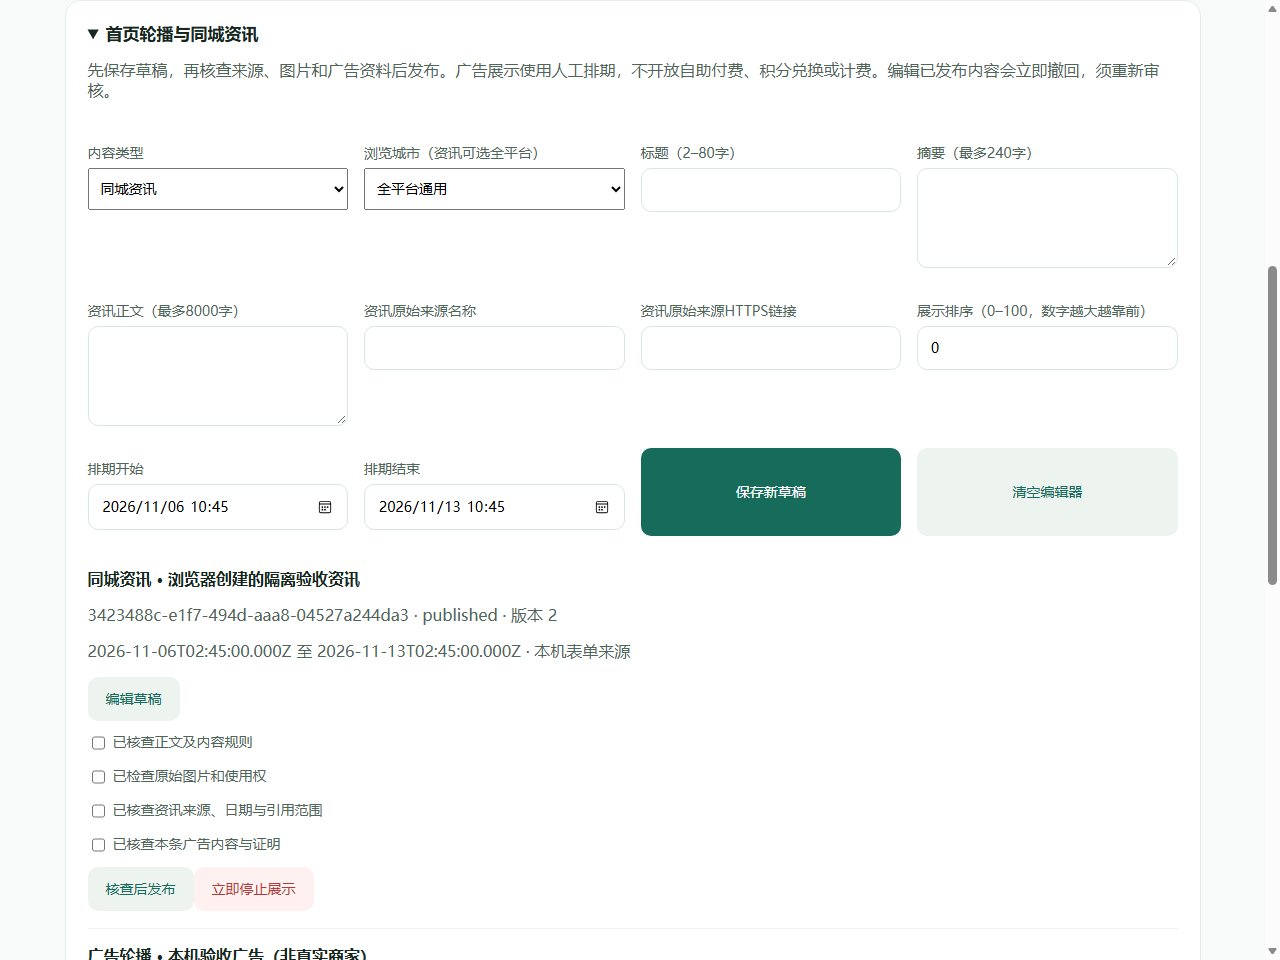 ▼ 首页轮播与同城资讯
先保存草稿，再核查来源、图片和广告资料后发布。广告展示使用人工排期，不开放自助付费、积分兑换或计费。编辑已发布内容会立即撤回，须重新审
核。
内容类型
浏览城市（资讯可选全平台）
标题（2–80字）
摘要（最多240字）
同城资讯
全平台通用
资讯正文（最多8000字）
资讯原始来源名称
资讯原始来源HTTPS链接
展示排序（0–100，数字越大越靠前）
0
排期开始
排期结束
2026/11/06 10:45
2026/11/13 10:45
保存新草稿
清空编辑器
同城资讯 • 浏览器创建的隔离验收资讯
3423488c-e1f7-494d-aaa8-04527a244da3 · published · 版本 2
2026-11-06T02:45:00.000Z 至 2026-11-13T02:45:00.000Z · 本机表单来源
编辑草稿
已核查正文及内容规则
已检查原始图片和使用权
已核查资讯来源、日期与引用范围
已核查本条广告内容与证明
核查后发布
立即停止展示
广告轮播 • 本机验收广告（非真实商家）